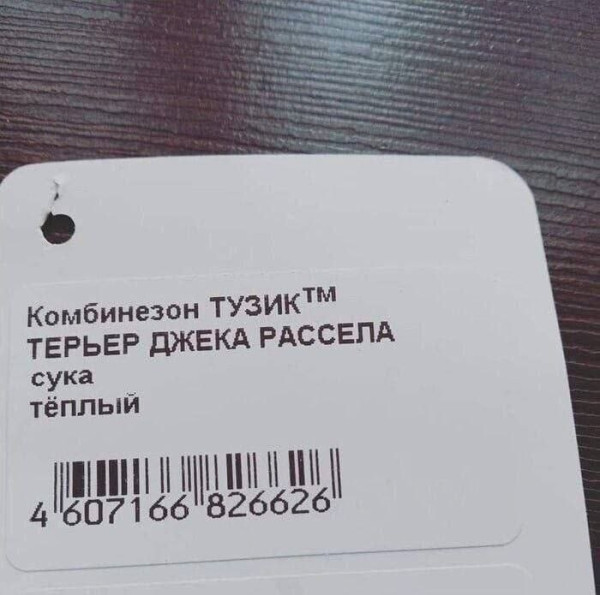 Комбинезон ТУЗИК™
ТЕРЬЕР ДЖЕКА РАССЕЛА
сука
тёплый
4 607166 826626